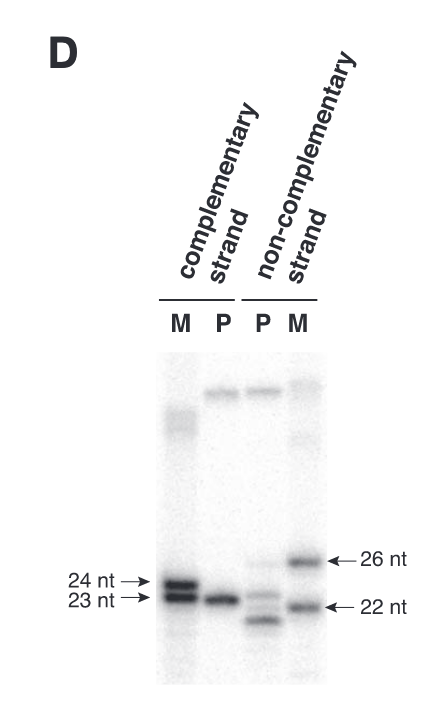 D
complementary
strand
non-complementary
strand
M P P M
26 nt
24 nt
23 nt
22 nt